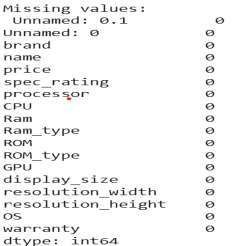 Missing values:
Unnamed: 0.1 0
Unnamed: 0 0
brand 0
name 0
price 0
spec_rating 0
processor 0
CPU 0
Ram 0
Ram_type 0
ROM 0
ROM_type 0
GPU 0
display_size 0
resolution_width 0
resolution_height 0
OS 0
warranty 0
dtype: int64